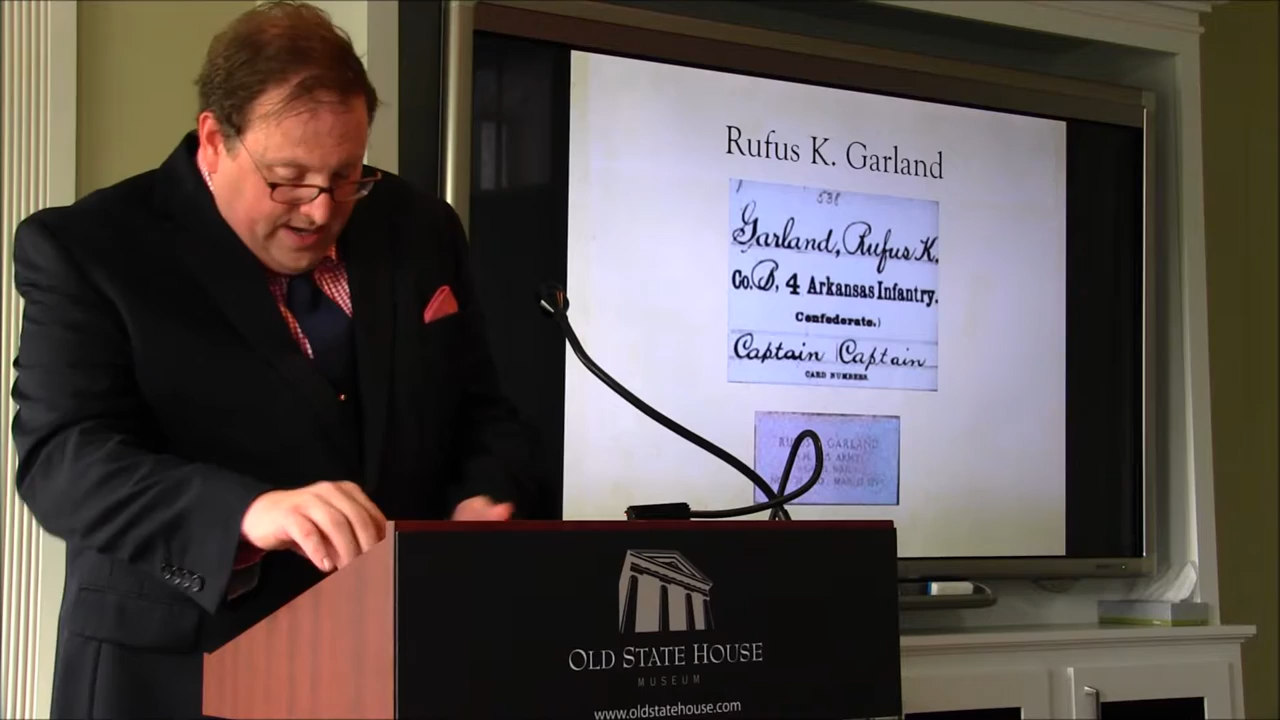 Rufus K. Garland
538
Garland, Rufus K.
Co. B, 4 Arkansas Infantry.
Confederate.)
Captain | Captain
CARD NUMBERS.
GARLAND
OLD STATE HOUSE
MUSEUM
www.oldstatehouse.com